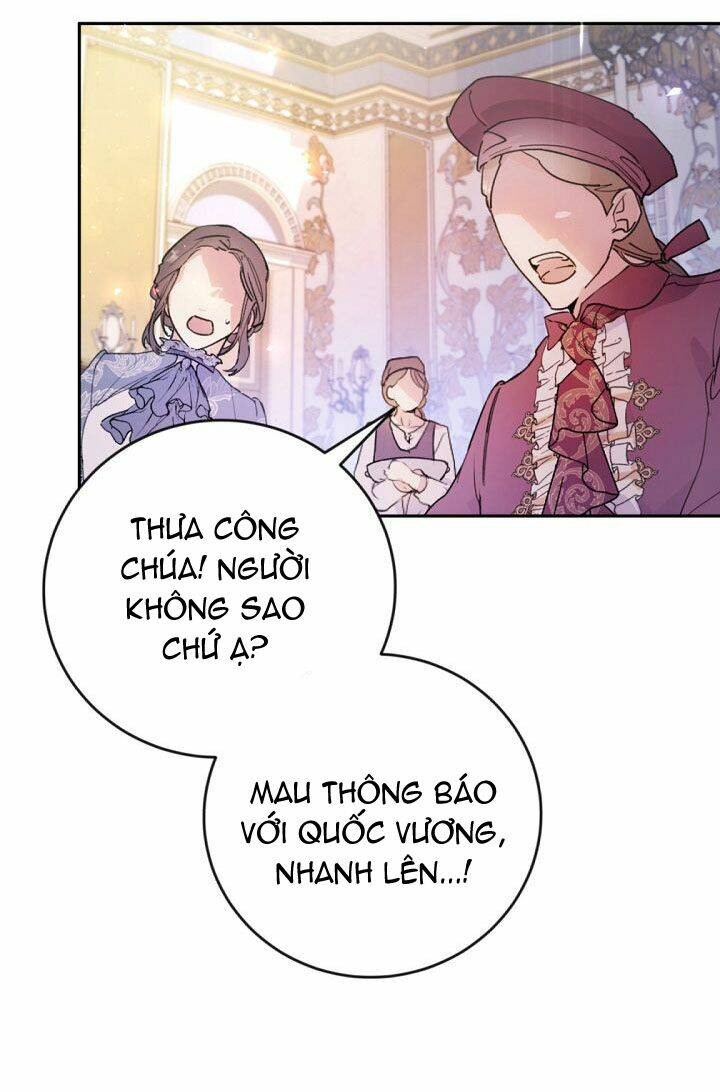 THƯA CÔNG
CHÚA! NGƯỜI
KHÔNG SAO
CHỨ Ạ?
MAU THÔNG BÁO
VỚI QUỐC VƯƠNG,
NHANH LÊN...!